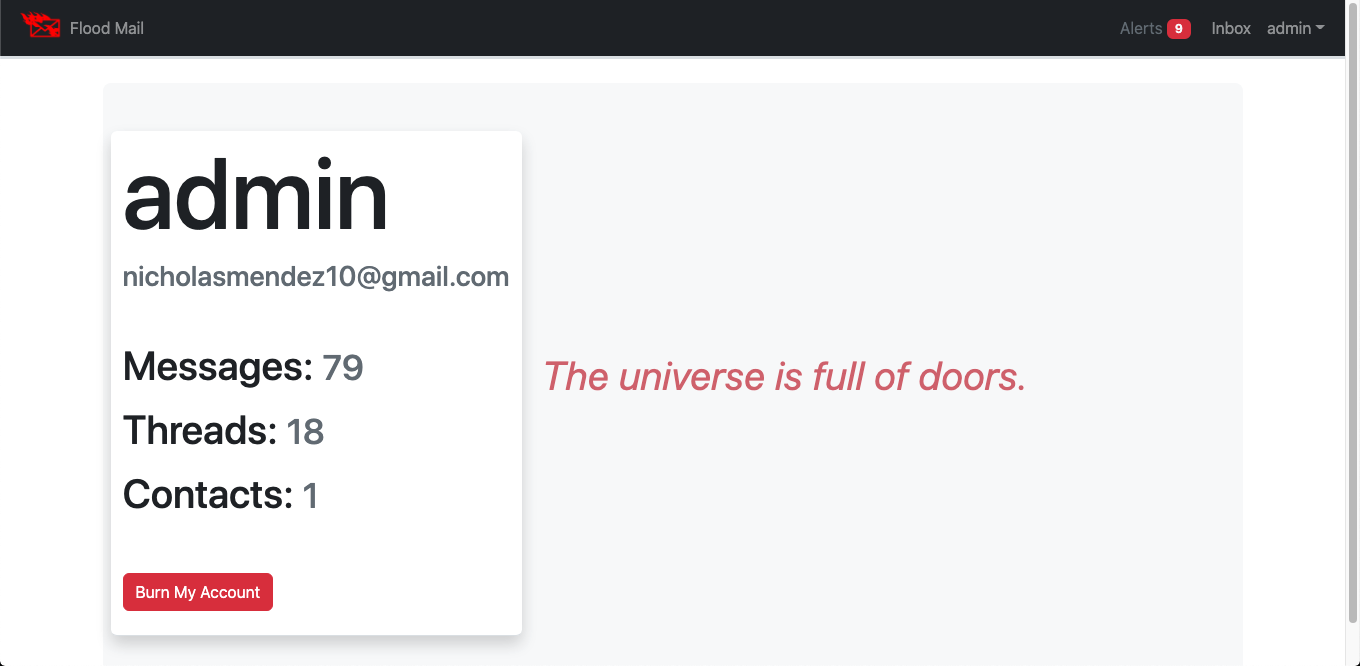 Flood Mail
Alerts 9 Inbox admin
admin
nicholasmendez10@gmail.com
Messages: 79
Threads: 18
Contacts: 1
Burn My Account
The universe is full of doors.